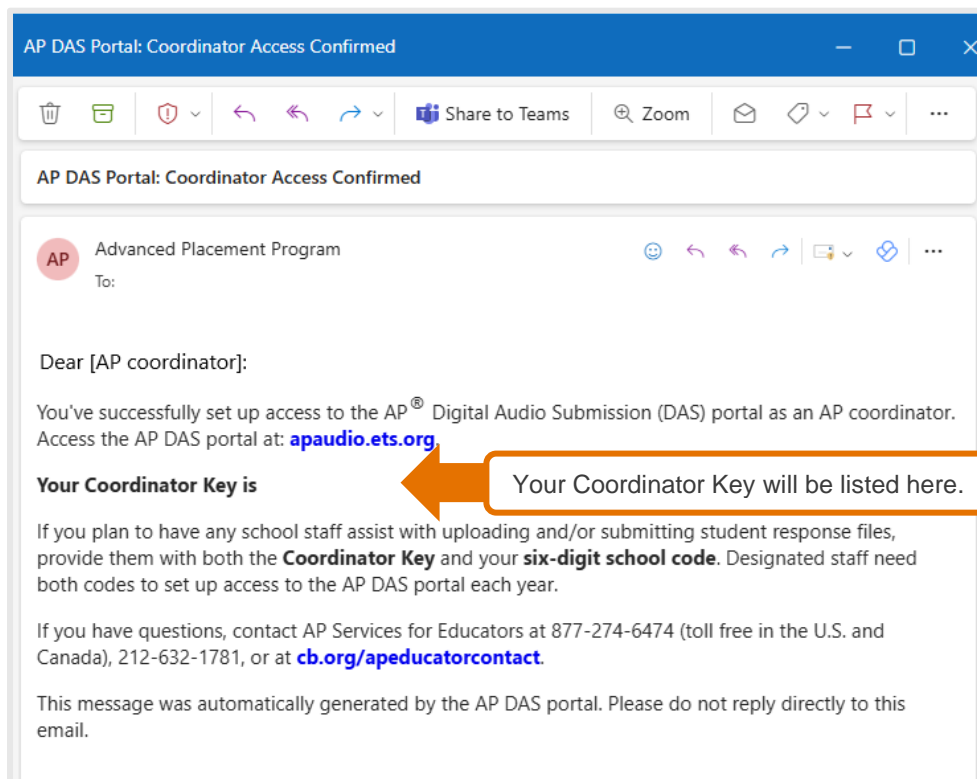 AP DAS Portal: Coordinator Access Confirmed
Share to Teams
Zoom
AP DAS Portal: Coordinator Access Confirmed
AP
Advanced Placement Program
To:
Dear [AP coordinator]:
You've successfully set up access to the AP® Digital Audio Submission (DAS) portal as an AP coordinator.
Access the AP DAS portal at: apaudio.ets.org.
Your Coordinator Key is
Your Coordinator Key will be listed here.
If you plan to have any school staff assist with uploading and/or submitting student response files,
provide them with both the Coordinator Key and your six-digit school code. Designated staff need
both codes to set up access to the AP DAS portal each year.
If you have questions, contact AP Services for Educators at 877-274-6474 (toll free in the U.S. and
Canada), 212-632-1781, or at cb.org/apeducatorcontact.
This message was automatically generated by the AP DAS portal. Please do not reply directly to this
email.